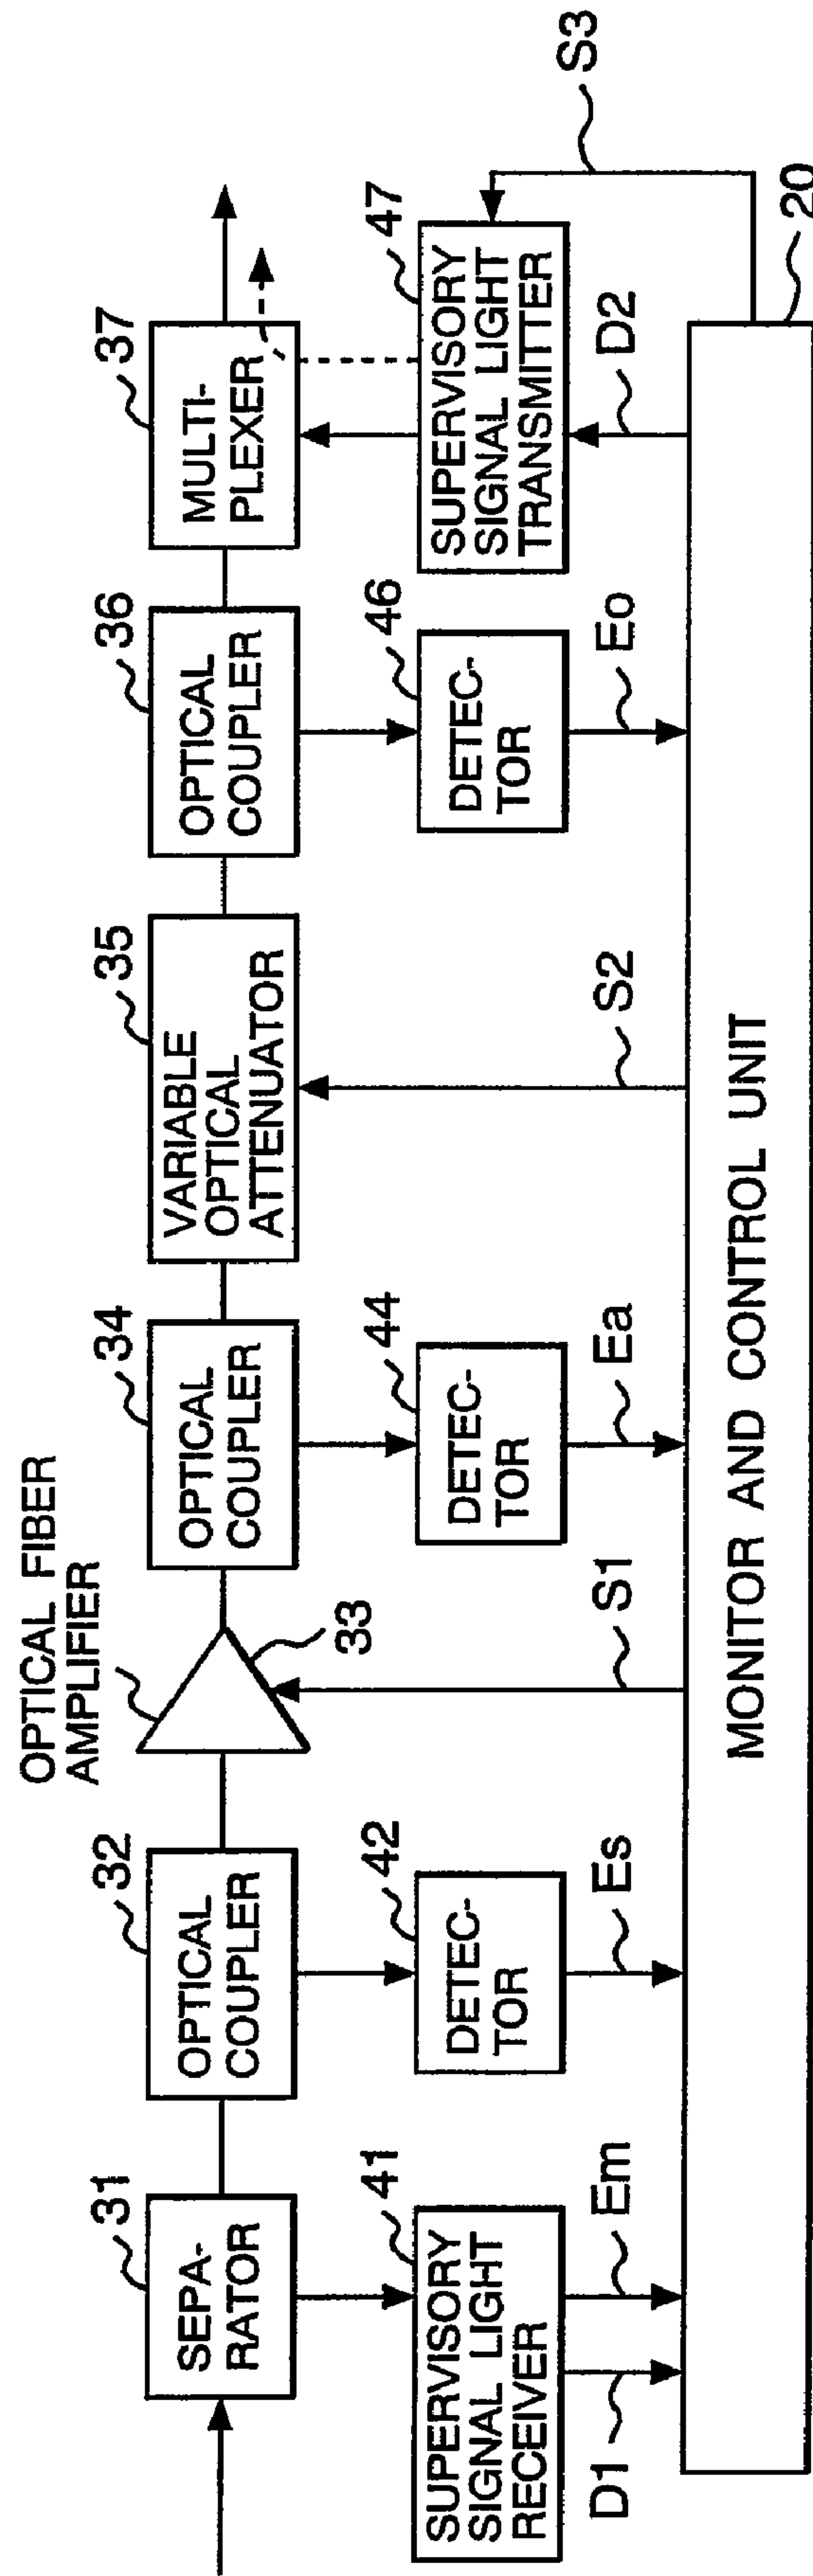 OPTICAL FIBER
AMPLIFIER
31
32
33
34
35
36
37
SEPA-
RATOR
OPTICAL
COUPLER
OPTICAL
COUPLER
VARIABLE
OPTICAL
ATTENUATOR
OPTICAL
COUPLER
MULTI-
PLEXER
41
42
44
46
47
SUPERVISORY
SIGNAL LIGHT
RECEIVER
DETEC-
TOR
DETEC-
TOR
DETEC-
TOR
SUPERVISORY
SIGNAL LIGHT
TRANSMITTER
D1
Em
Es
S1
Ea
S2
Eo
D2
S3
MONITOR AND CONTROL UNIT
20